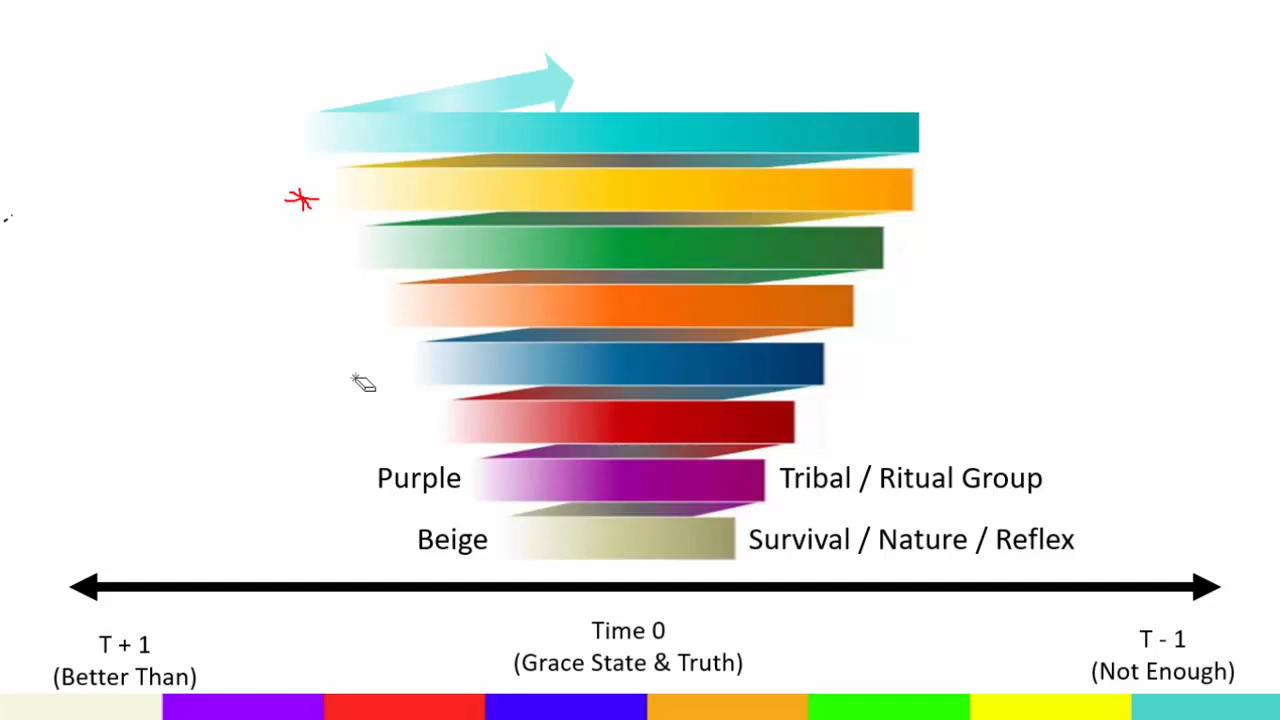 Purple
Tribal / Ritual Group
Beige
Survival / Nature / Reflex
T + 1
(Better Than)
Time 0
(Grace State & Truth)
T - 1
(Not Enough)